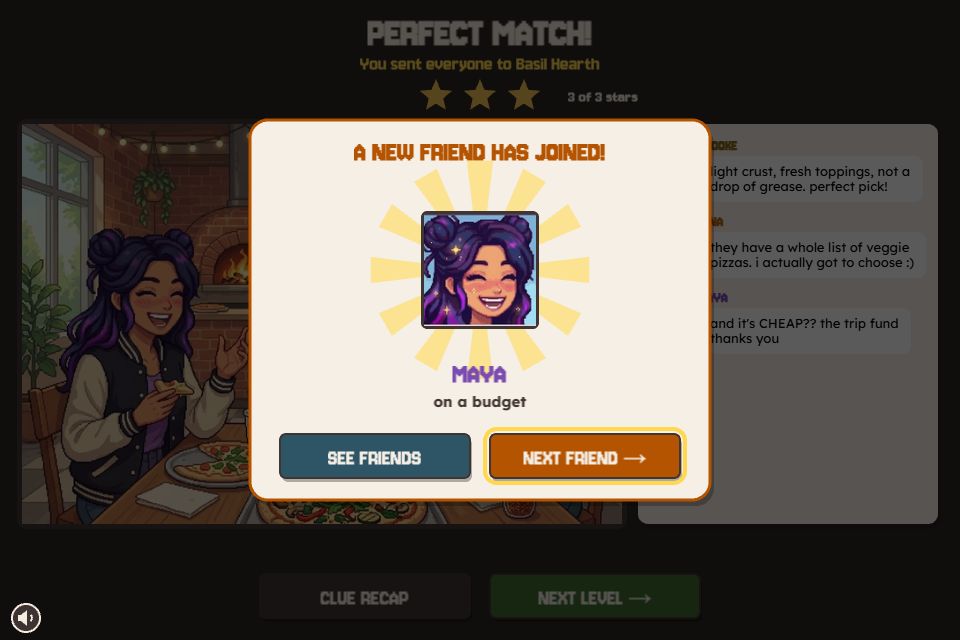 PERFECT MATCH!
You sent everyone to Basil Hearth
3 of 3 stars
A NEW FRIEND HAS JOINED!
MAYA
on a budget
SEE FRIENDS
NEXT FRIEND →
light crust, fresh toppings, not a
drop of grease. perfect pick!
they have a whole list of veggie
pizzas. i actually got to choose :)
and it's CHEAP?? the trip fund
thanks you
CLUE RECAP
NEXT LEVEL →